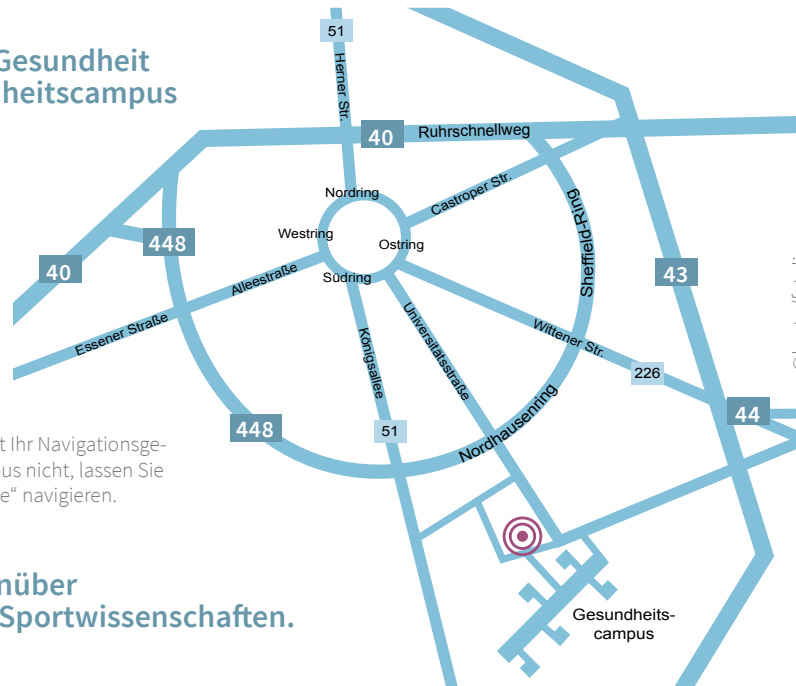 Gesundheit
heitscampus
51
Herner Str.
40
Ruhrschnellweg
Nordring
Castroper Str.
Westring
Ostring
448
Sheffield-Ring
40
43
Südring
Alleestraße
Essener Straße
Königsallee
Universitätsstraße
Wittener Str.
226
44
448
51
Nordhausenring
t Ihr Navigationsge-
us nicht, lassen Sie
e“ navigieren.
nüber
Sportwissenschaften.
Gesundheits-
campus